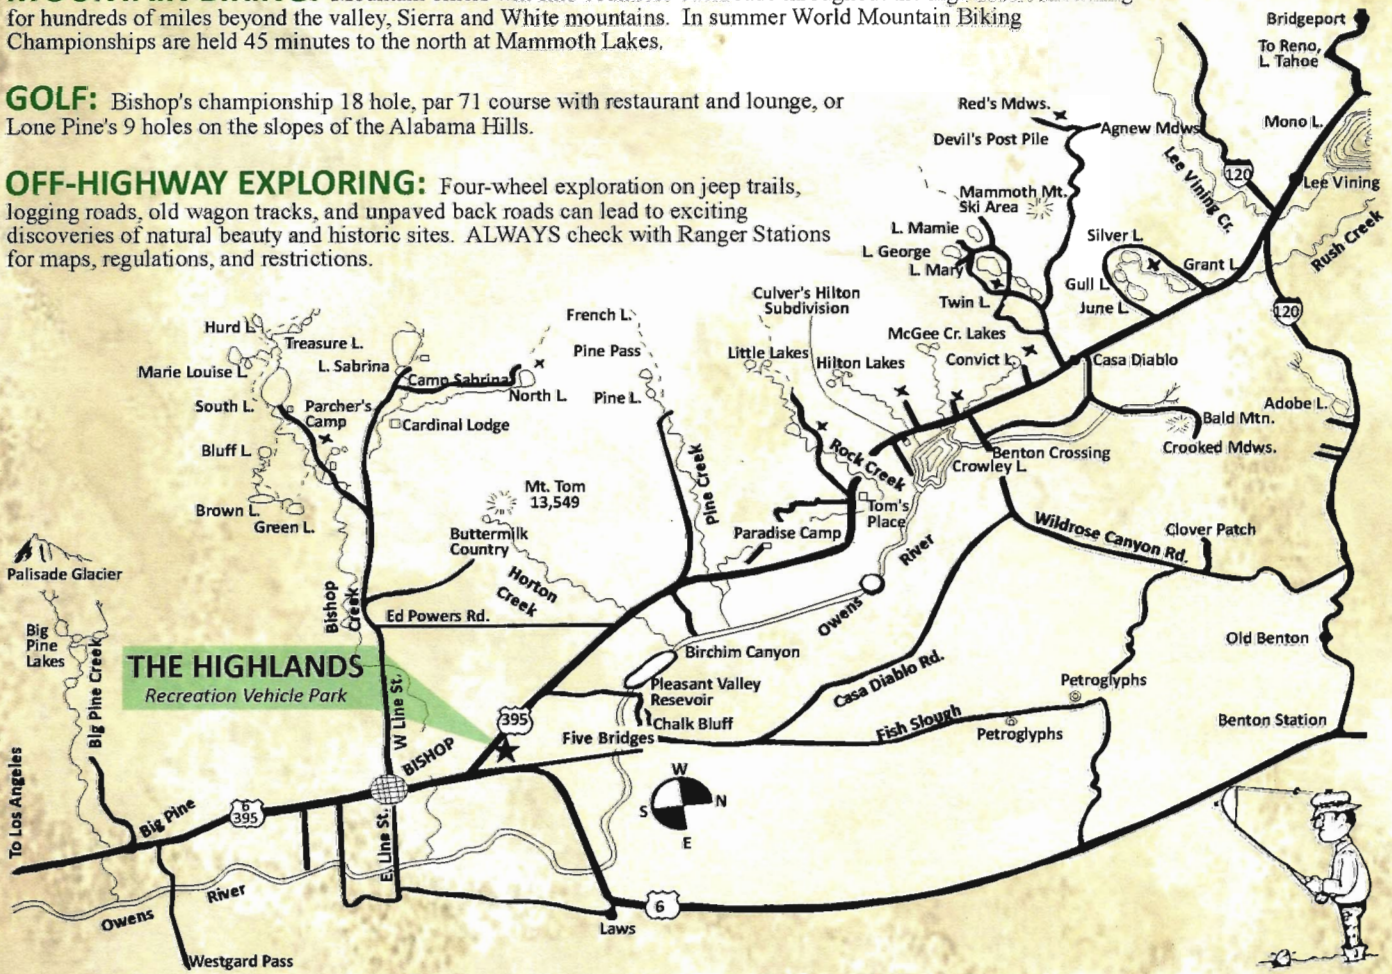 for hundreds of miles beyond the valley, Sierra and White mountains. In summer World Mountain Biking
Championships are held 45 minutes to the north at Mammoth Lakes.
GOLF: Bishop's championship 18 hole, par 71 course with restaurant and lounge, or
Lone Pine's 9 holes on the slopes of the Alabama Hills.
OFF-HIGHWAY EXPLORING: Four-wheel exploration on jeep trails,
logging roads, old wagon tracks, and unpaved back roads can lead to exciting
discoveries of natural beauty and historic sites. ALWAYS check with Ranger Stations
for maps, regulations, and restrictions.
Bridgeport
To Reno,
L. Tahoe
Mono L.
Lee Vining
120
Lee Vining Cr.
Rush Creek
120
Red's Mdws.
Agnew Mdws
Devil's Post Pile
Mammoth Mt.
Ski Area
L. Mamie
L. George
L. Mary
Twin L.
Silver L.
Grant L
Gull L
June L
Culver's Hilton
Subdivision
McGee Cr. Lakes
Little Lakes
Hilton Lakes
Convict L
Casa Diablo
Adobe L.
Bald Mtn.
Crooked Mdws.
Benton Crossing
Crowley L.
Rock Creek
Tom's
Place
Paradise Camp
Hurd L
Treasure L.
Marie Louise L
L. Sabrina
Camp Sabrina
North L.
South L.
Parcher's
Camp
Cardinal Lodge
Bluff L
Brown L.
Green L.
French L.
Pine Pass
Pine L.
Pine Creek
Mt. Tom
13,549
Buttermilk
Country
Horton
Creek
Wildrose Canyon Rd.
Clover Patch
River
Owens
Palisade Glacier
Big
Pine
Lakes
Big Pine Creek
Bishop
Creek
Ed Powers Rd.
THE HIGHLANDS
Recreation Vehicle Park
W Line St.
Birchim Canyon
Pleasant Valley
Resevoir
Chalk Bluff
Casa Diablo Rd.
Old Benton
Petroglyphs
Petroglyphs
Benton Station
Fish Slough
Five Bridges
395
BISHOP
W
S
N
E
To Los Angeles
Big Pine
6
395
E. Line St.
River
Owens
6
Laws
Westgard Pass